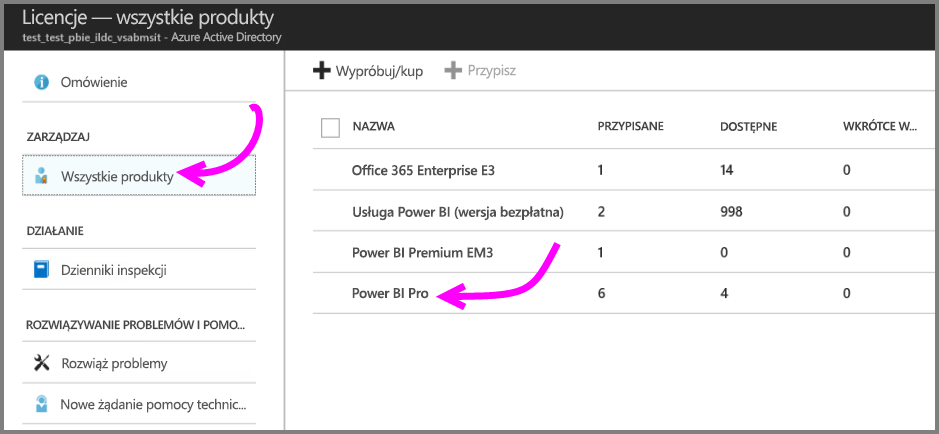 Licencje — wszystkie produkty
test_test_pbie_ildc_vsabmsit - Azure Active Directory
Omówienie
ZARZĄDZAJ
Wszystkie produkty
DZIAŁANIE
Dzienniki inspekcji
ROZWIĄZYWANIE PROBLEMÓW I POMO...
Rozwiąż problemy
Nowe żądanie pomocy technic...
Wypróbuj/kup Przypisz
NAZWA PRZYPISANE DOSTĘPNE WKRÓTCE W...
Office 365 Enterprise E3 1 14 0
Usługa Power BI (wersja bezpłatna) 2 998 0
Power BI Premium EM3 1 0 0
Power BI Pro 6 4 0